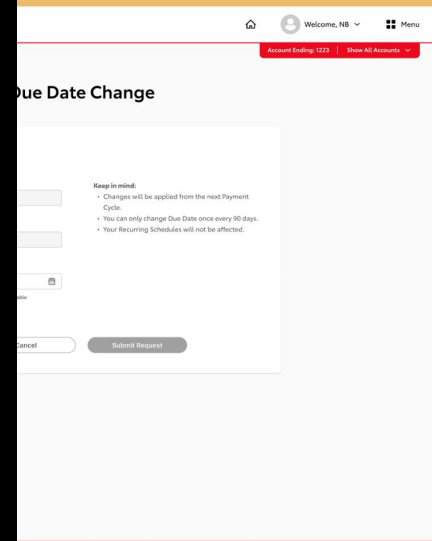 Welcome, NB
Menu
Account Ending: 1223 | Show All Accounts
Due Date Change
Keep in mind:
• Changes will be applied from the next Payment
Cycle.
• You can only change Due Date once every 90 days.
• Your Recurring Schedules will not be affected.
able
Cancel
Submit Request